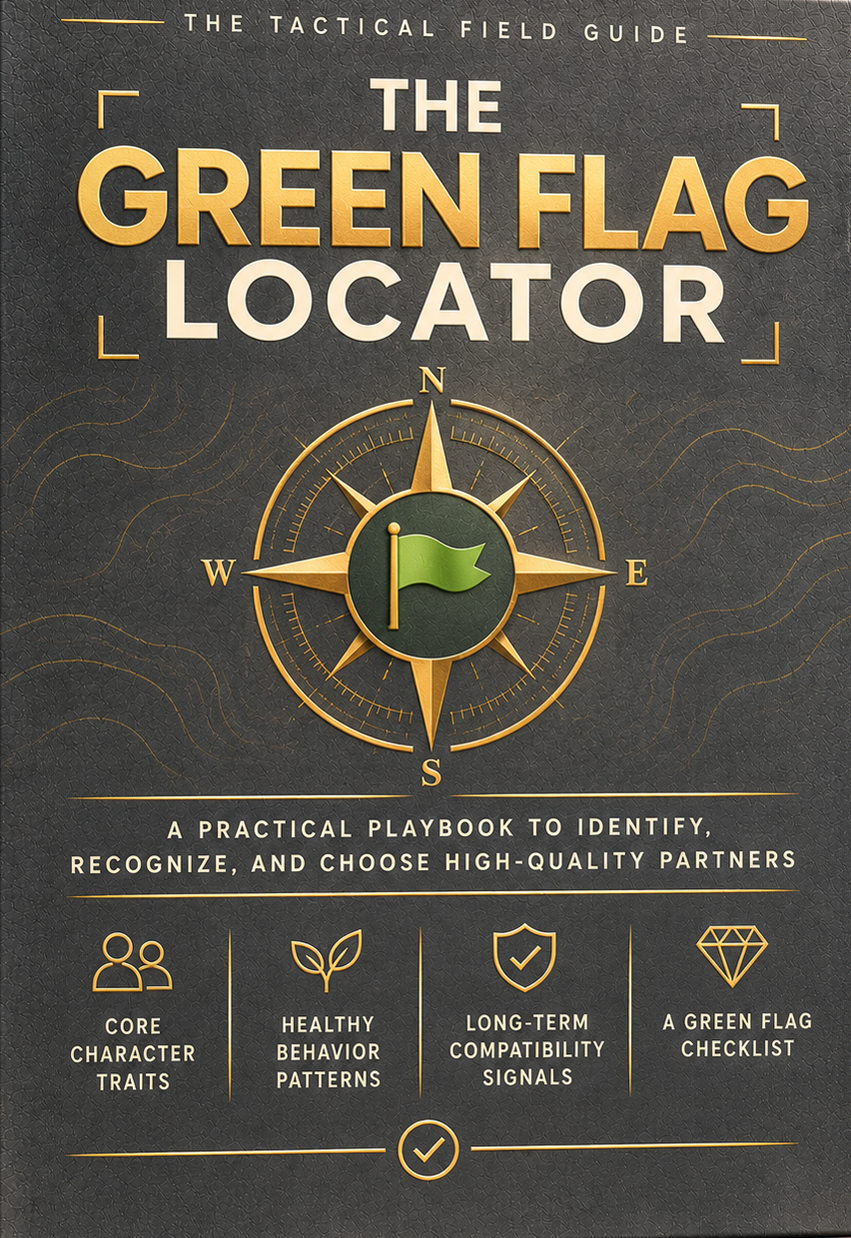 THE TACTICAL FIELD GUIDE
THE
GREEN FLAG
LOCATOR
N
W
E
S
A PRACTICAL PLAYBOOK TO IDENTIFY,
RECOGNIZE, AND CHOOSE HIGH-QUALITY PARTNERS
CORE
CHARACTER
TRAITS
HEALTHY
BEHAVIOR
PATTERNS
LONG-TERM
COMPATIBILITY
SIGNALS
A GREEN FLAG
CHECKLIST